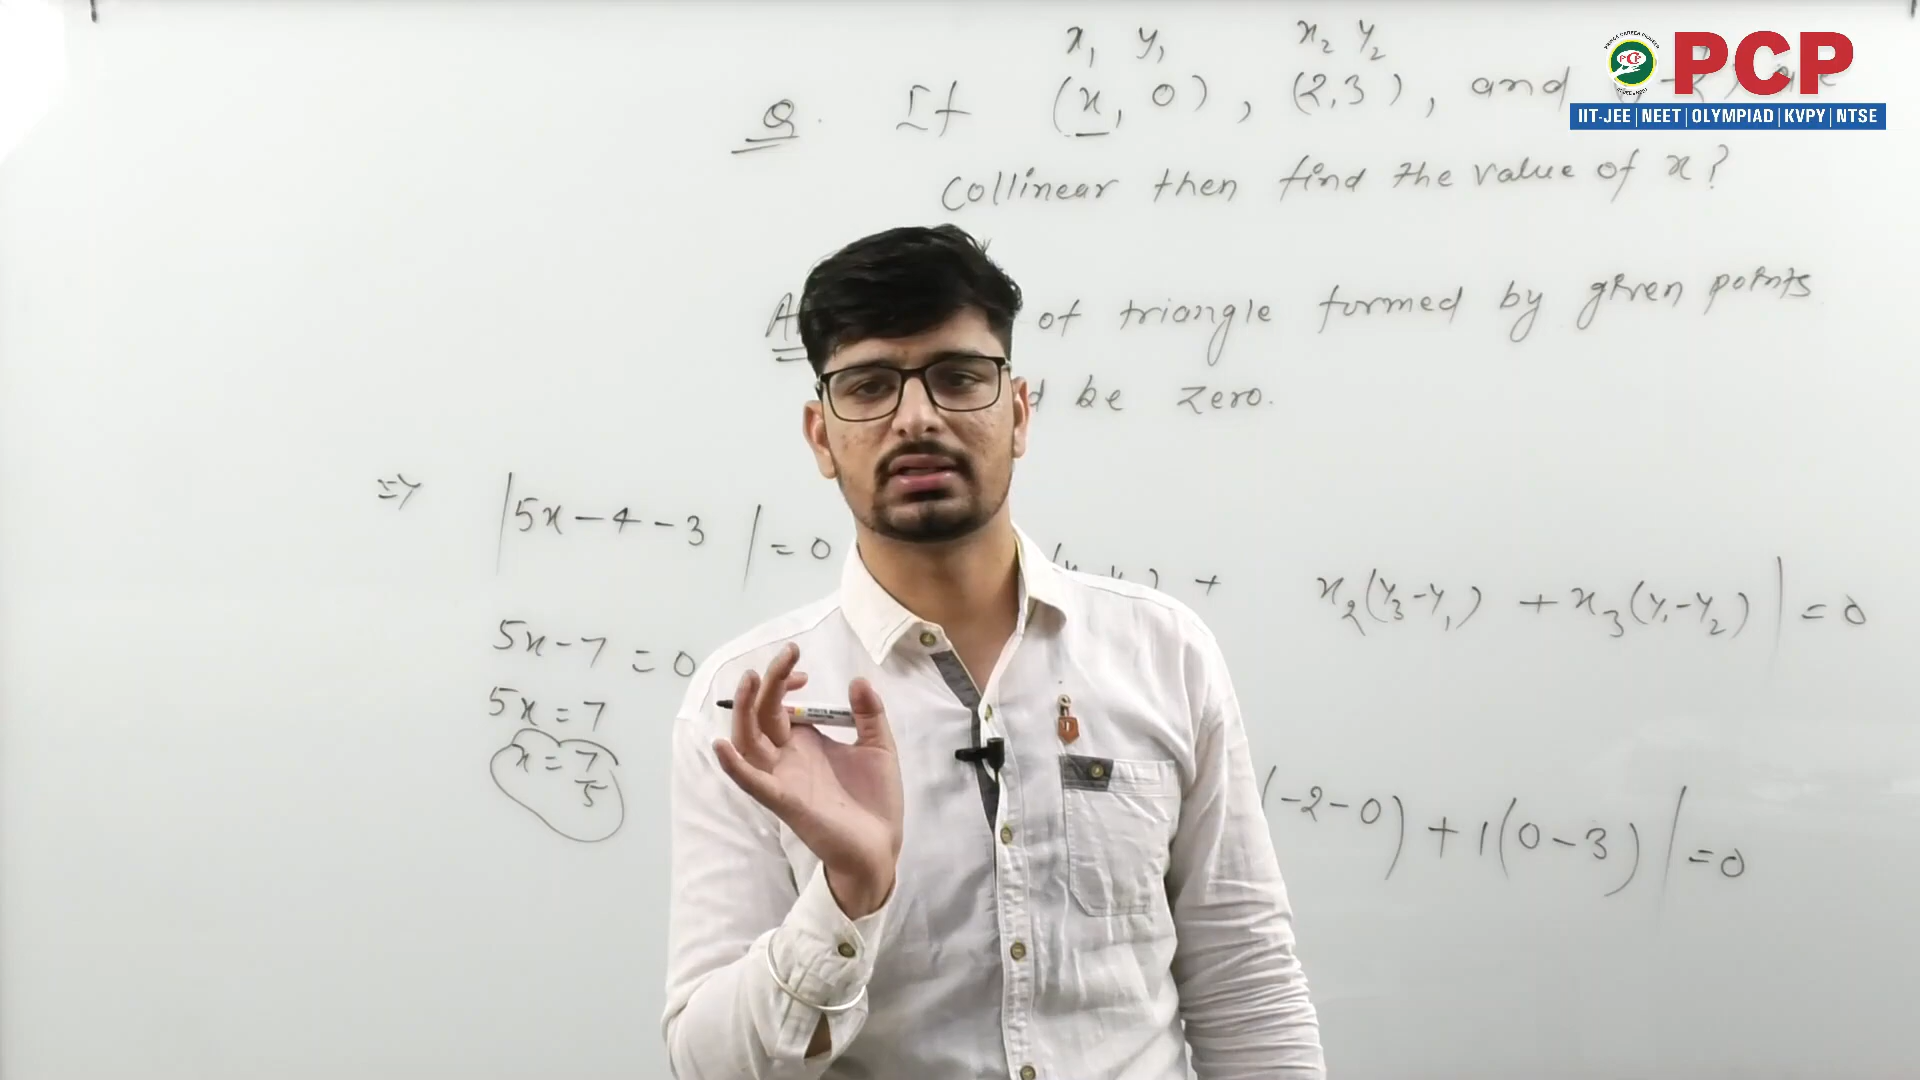 x₁ y₁ x₂ y₂
Q. If (x, 0), (2,3), and
Collinear then find the value of x?
of triangle formed by given points
be zero.
=> |5x-4-3| = 0
+ x₂(y₃-y₁) + x₃(y₁-y₂)| = 0
5x-7 = 0
5x = 7
x = 7/5
(-2-0) + 1(0-3)| = 0
PCP
IIT-JEE | NEET | OLYMPIAD | KVPY | NTSE